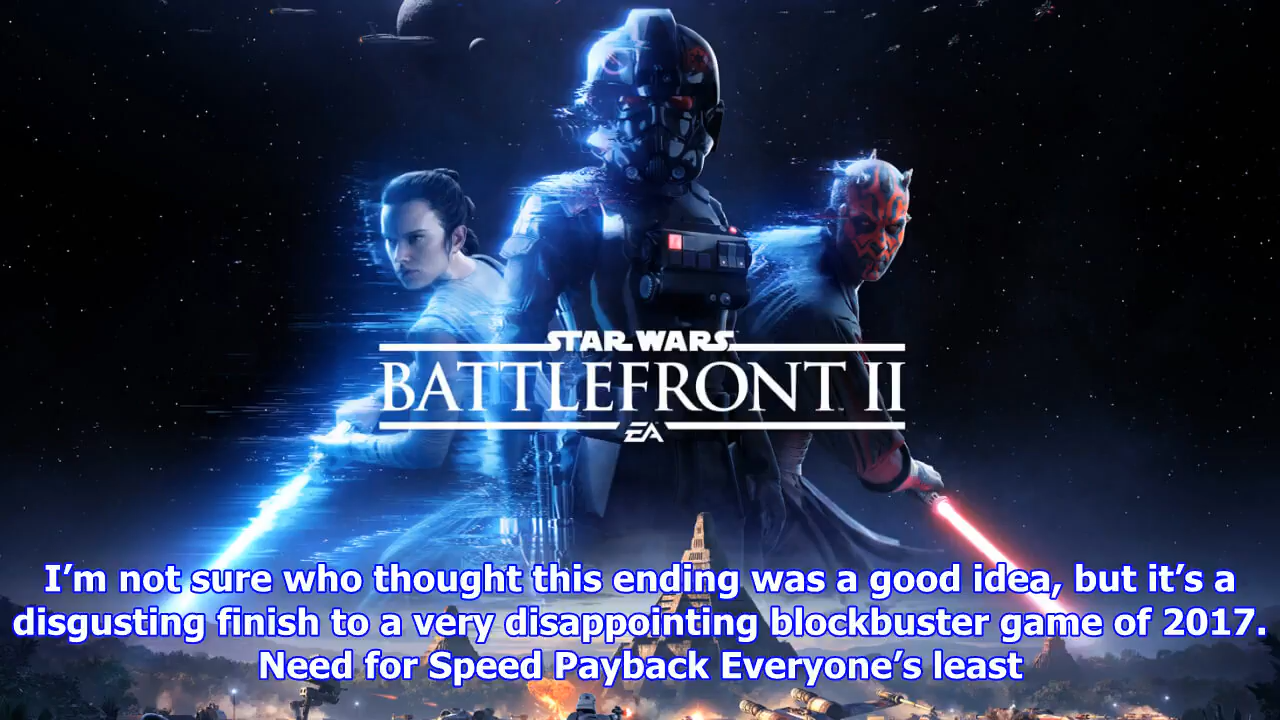 STAR WARS
BATTLEFRONT II
EA
I’m not sure who thought this ending was a good idea, but it’s a
disgusting finish to a very disappointing blockbuster game of 2017.
Need for Speed Payback Everyone’s least